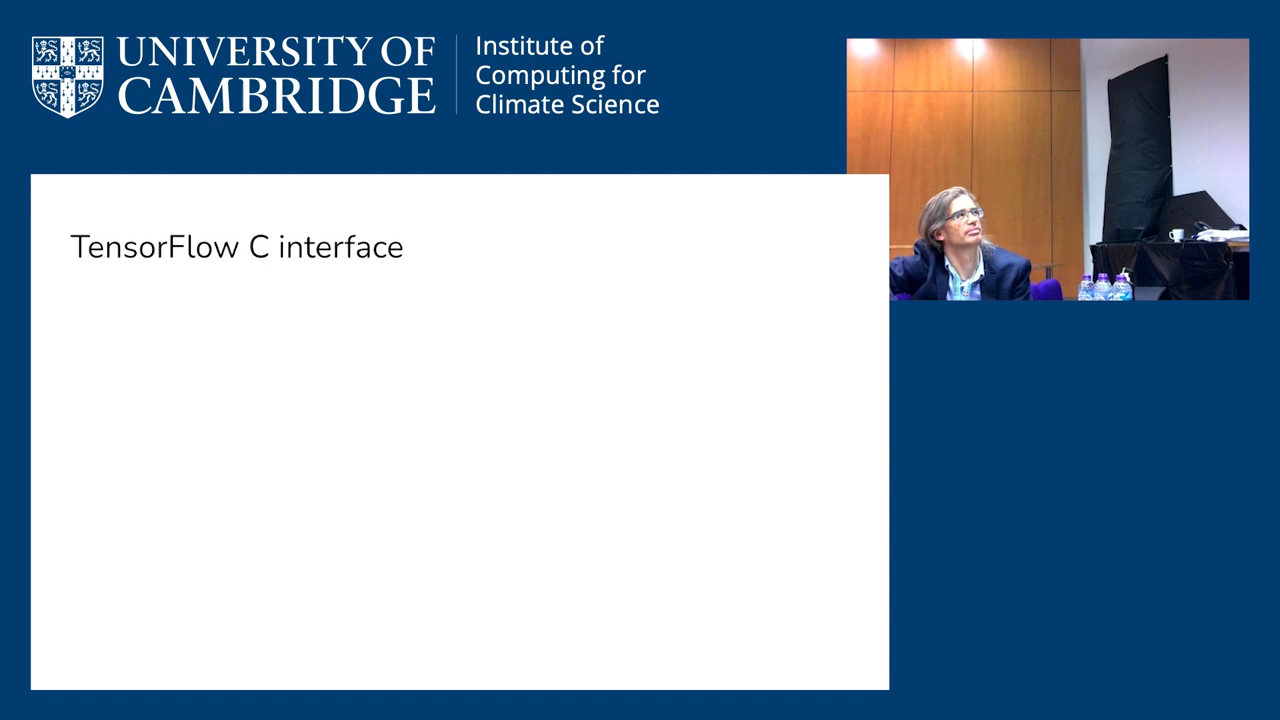 UNIVERSITY OF
CAMBRIDGE
Institute of
Computing for
Climate Science
TensorFlow C interface